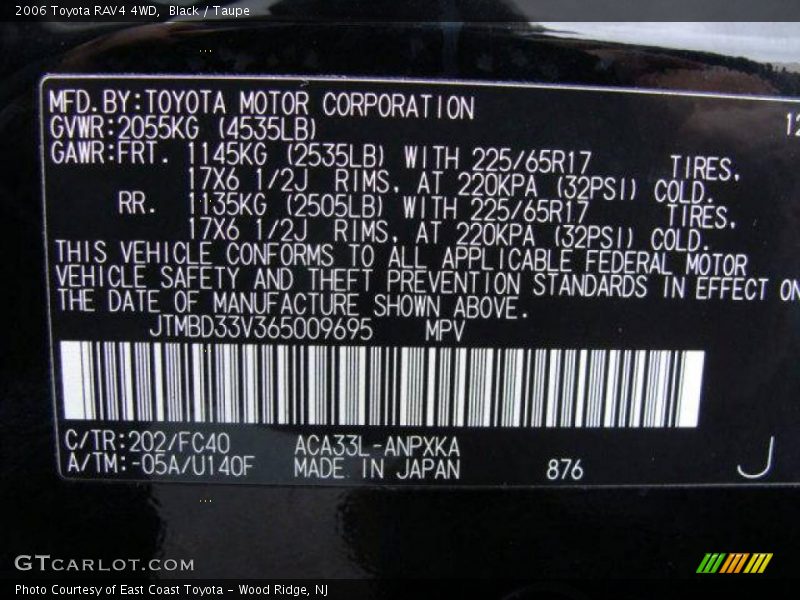 2006 Toyota RAV4 4WD, Black / Taupe
MFD.BY:TOYOTA MOTOR CORPORATION 12
GVWR:2055KG (4535LB)
GAWR:FRT. 1145KG (2535LB) WITH 225/65R17 TIRES,
17X6 1/2J RIMS, AT 220KPA (32PSI) COLD.
RR. 1135KG (2505LB) WITH 225/65R17 TIRES,
17X6 1/2J RIMS, AT 220KPA (32PSI) COLD.
THIS VEHICLE CONFORMS TO ALL APPLICABLE FEDERAL MOTOR
VEHICLE SAFETY AND THEFT PREVENTION STANDARDS IN EFFECT ON
THE DATE OF MANUFACTURE SHOWN ABOVE.
JTMBD33V365009695 MPV
C/TR:202/FC40 ACA33L-ANPXKA
A/TM:-05A/U140F MADE IN JAPAN 876 J
GTCARLOT.COM
Photo Courtesy of East Coast Toyota - Wood Ridge, NJ